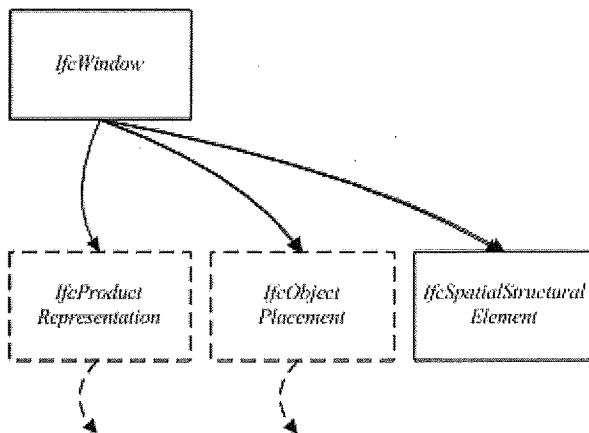 IfcWindow
IfcProduct
Representation
IfcObject
Placement
IfcSpatialStructural
Element